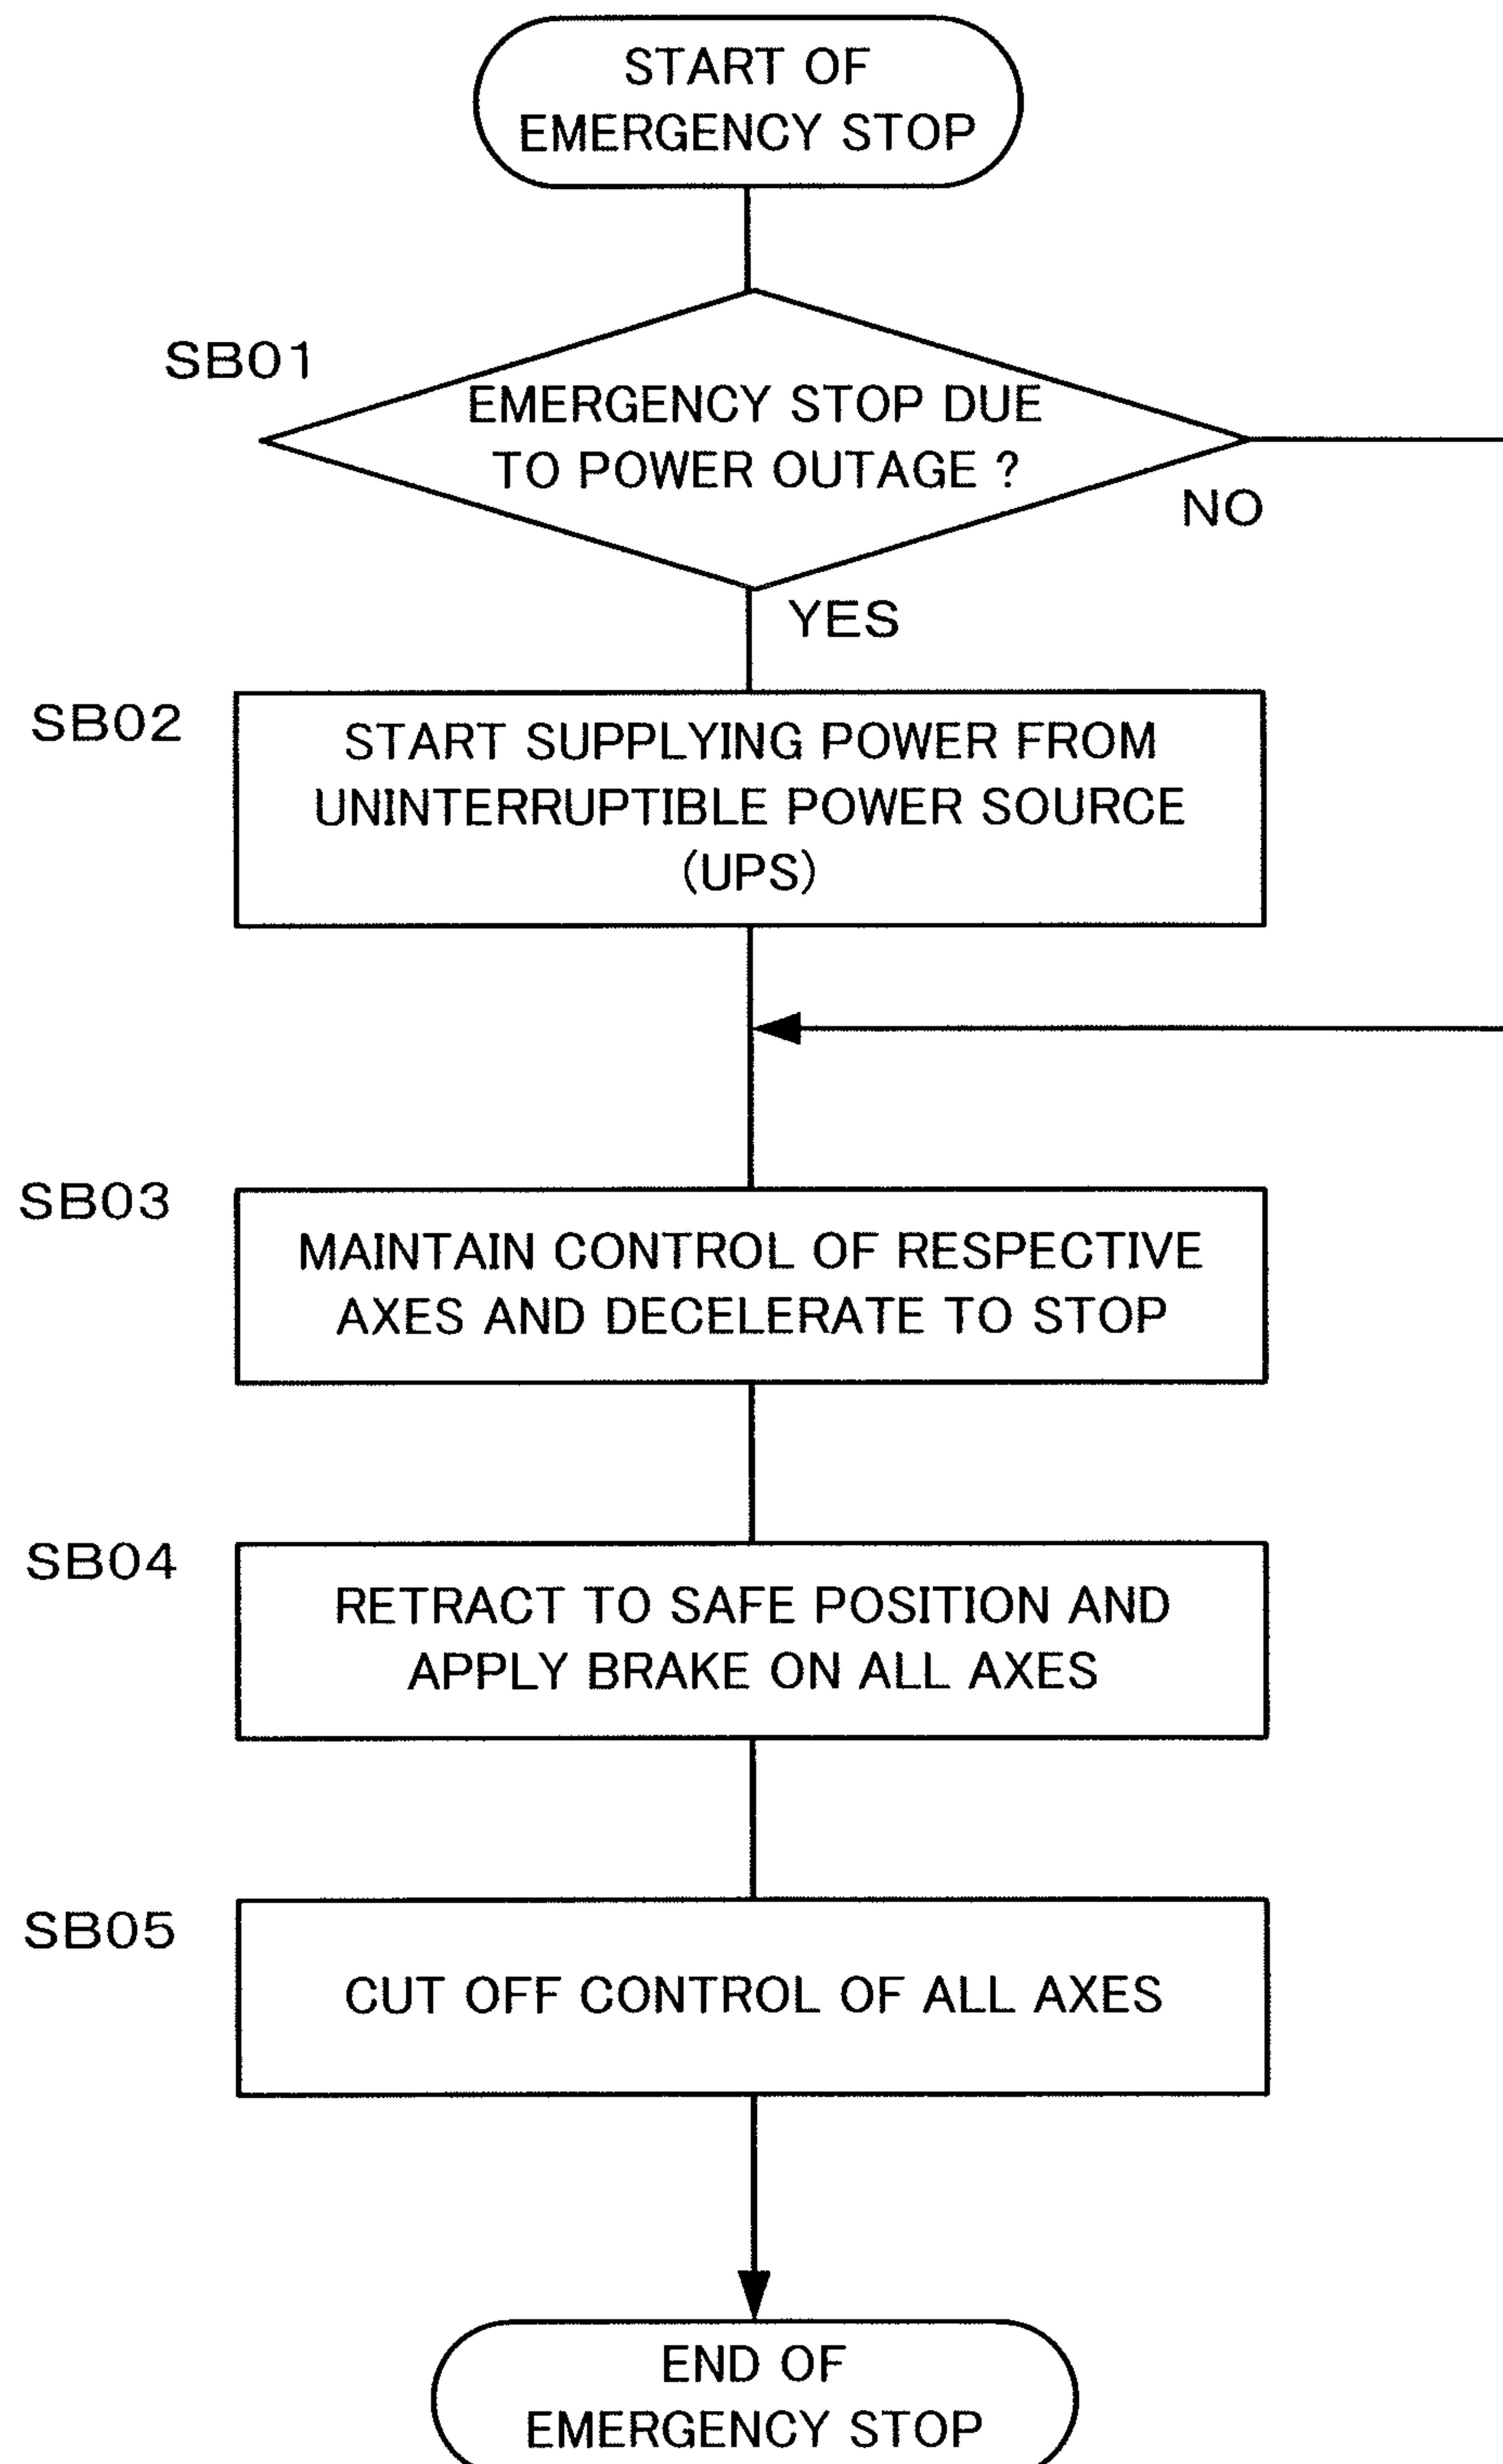 START OF
EMERGENCY STOP
SB01
EMERGENCY STOP DUE
TO POWER OUTAGE ?
NO
YES
SB02
START SUPPLYING POWER FROM
UNINTERRUPTIBLE POWER SOURCE
(UPS)
SB03
MAINTAIN CONTROL OF RESPECTIVE
AXES AND DECELERATE TO STOP
SB04
RETRACT TO SAFE POSITION AND
APPLY BRAKE ON ALL AXES
SB05
CUT OFF CONTROL OF ALL AXES
END OF
EMERGENCY STOP